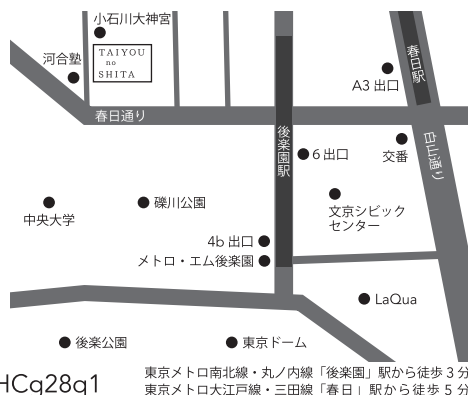 小石川大神宮
河合塾
TAIYOU
no
SHITA
春日駅
A3 出口
春日通り
後楽園駅
6 出口
交番
白山通り
中央大学
礫川公園
文京シビック
センター
4b 出口
メトロ・エム後楽園
LaQua
後楽公園
東京ドーム
HCg28g1
東京メトロ南北線・丸ノ内線「後楽園」駅から徒歩 3 分
東京メトロ大江戸線・三田線「春日」駅から徒歩 5 分